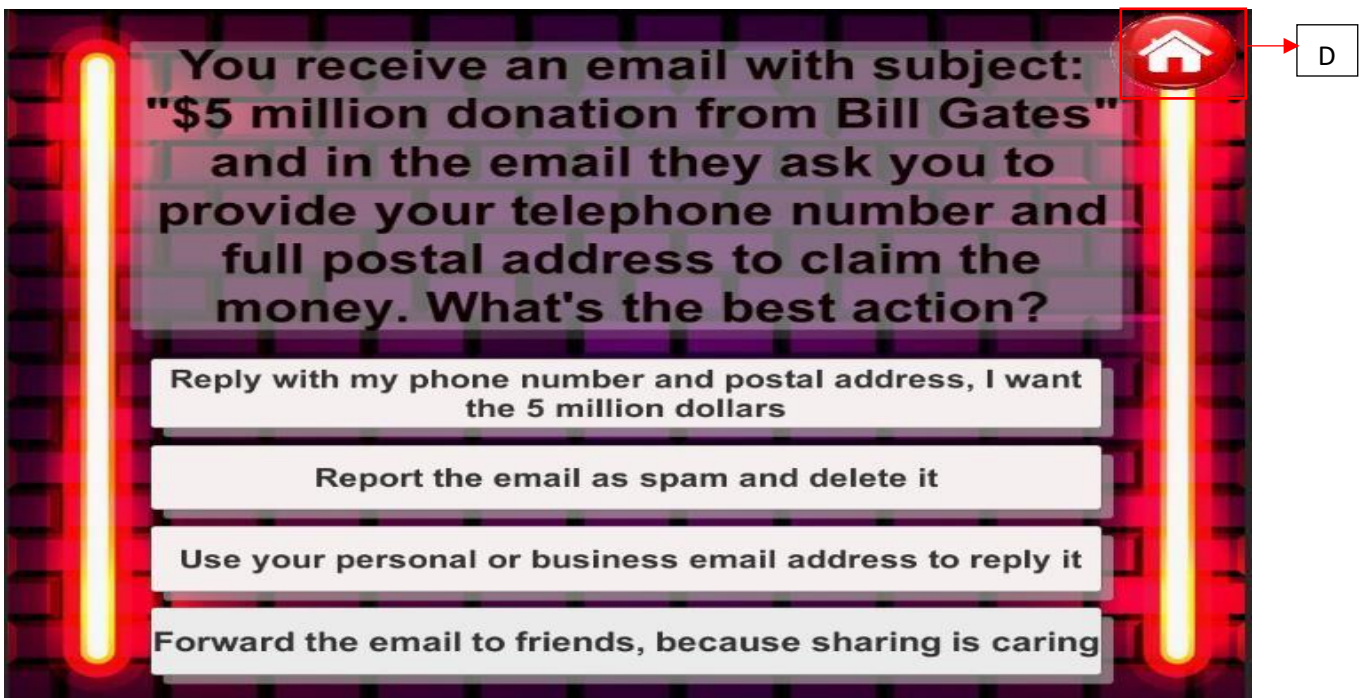 You receive an email with subject:
"$5 million donation from Bill Gates"
and in the email they ask you to
provide your telephone number and
full postal address to claim the
money. What's the best action?
D
Reply with my phone number and postal address, I want
the 5 million dollars
Report the email as spam and delete it
Use your personal or business email address to reply it
Forward the email to friends, because sharing is caring